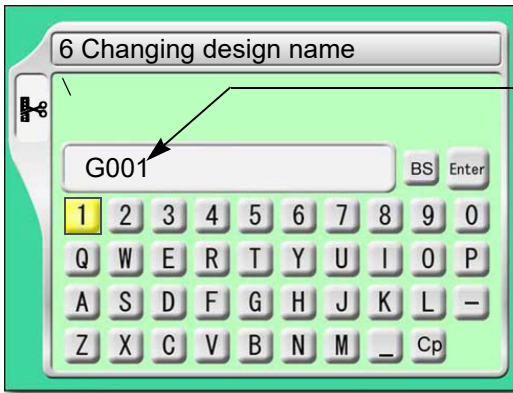 6 Changing design name
\
G001
BS Enter
1 2 3 4 5 6 7 8 9 0
Q W E R T Y U I O P
A S D F G H J K L –
Z X C V B N M _ Cp